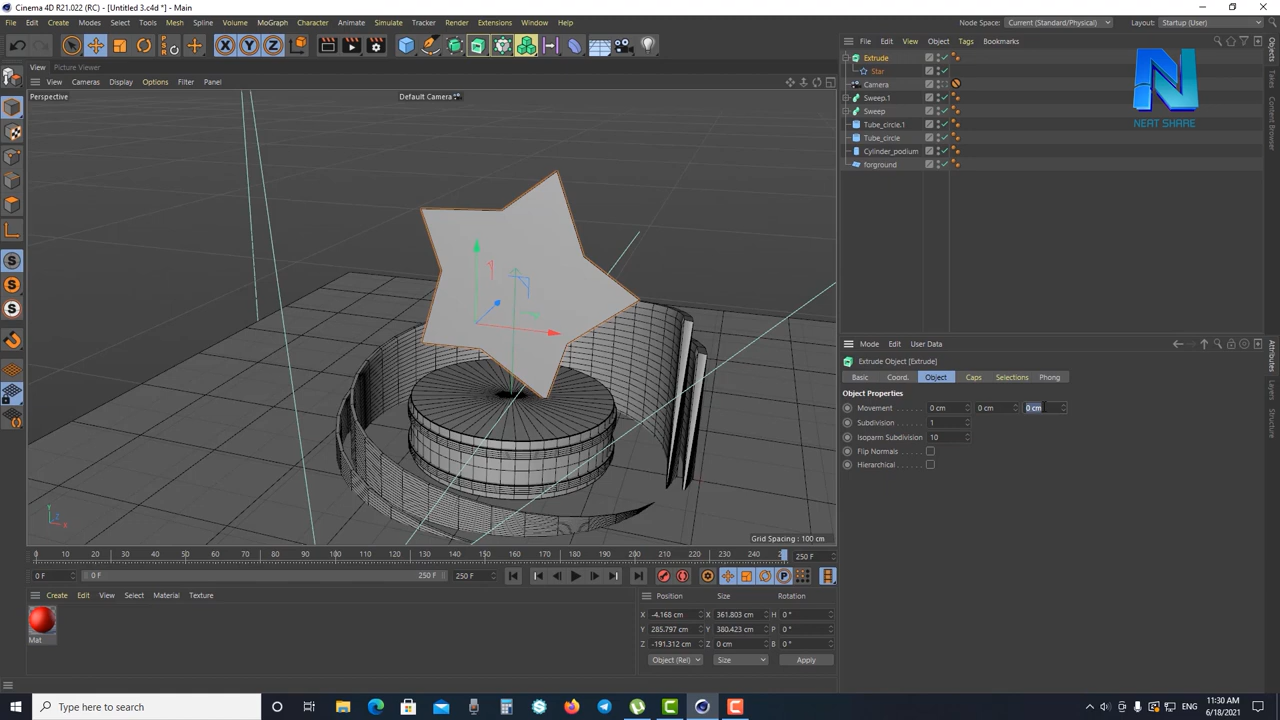 Cinema 4D R21.022 (RC) - [Untitled 3.c4d *] - Main
File Edit Create Modes Select Tools Mesh Spline Volume MoGraph Character Animate Simulate Tracker Render Extensions Window Help
Node Space: Current (Standard/Physical) Layout: Startup (User)
X Y Z
File Edit View Object Tags Bookmarks
View Picture Viewer
View Cameras Display Options Filter Panel
Perspective
Default Camera
Extrude
Star
Camera
Sweep.1
Sweep
Tube_circle.1
Tube_circle
Cylinder_podium
forground
NEAT SHARE
Objects
Takes
Content Browser
Attributes
Layers
Structure
Mode Edit User Data
Extrude Object [Extrude]
Basic Coord. Object Caps Selections Phong
Object Properties
Movement 0 cm 0 cm 0 cm
Subdivision 1
Isoparm Subdivision 10
Flip Normals
Hierarchical
Y
Z
X
Grid Spacing : 100 cm
0 10 20 30 40 50 60 70 80 90 100 110 120 130 140 150 160 170 180 190 200 210 220 230 240 250 F
0 F 0 F 250 F 250 F
P
Create Edit View Select Material Texture
Mat
Position Size Rotation
X -4.168 cm X 361.803 cm H 0 °
Y 285.797 cm Y 380.423 cm P 0 °
Z -191.312 cm Z 0 cm B 0 °
Object (Rel) Size Apply
Type here to search
ENG
11:30 AM
6/18/2021